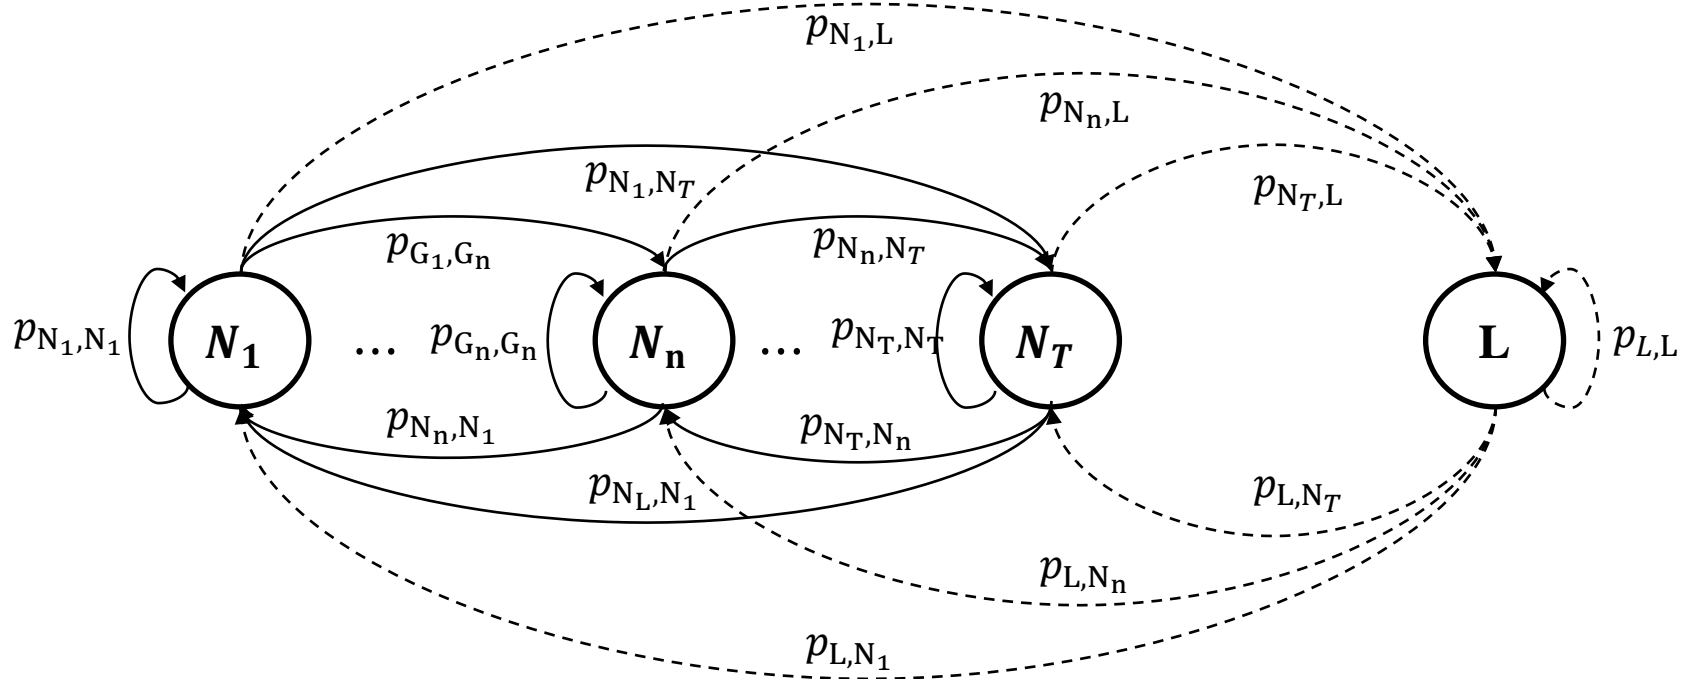 p_{N_1,L}
p_{N_n,L}
p_{N_1,N_T}
p_{N_T,L}
p_{G_1,G_n}
p_{N_n,N_T}
p_{N_1,N_1}
N_1
...
p_{G_n,G_n}
N_n
...
p_{N_T,N_T}
N_T
L
p_{L,L}
p_{N_n,N_1}
p_{N_T,N_n}
p_{N_L,N_1}
p_{L,N_T}
p_{L,N_n}
p_{L,N_1}